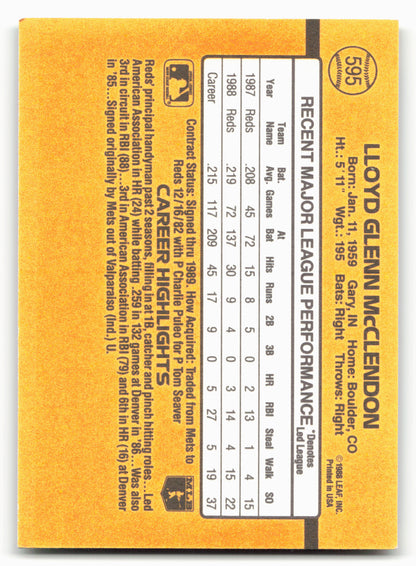 595
LLOYD GLENN McCLENDON
Born: Jan. 11, 1959 Gary, IN Home: Boulder, CO
Ht.: 5' 11" Wgt.: 195 Bats: Right Throws: Right
© 1988 LEAF, INC.
Printed in USA
RECENT MAJOR LEAGUE PERFORMANCE *Denotes Led League
Year Team Name Bat. Avg. Games At Bat Hits Runs 2B 3B HR RBI Steal Walk SO
1987 Reds .208 45 72 15 8 5 0 2 13 1 4 15
1988 Reds .219 72 137 30 9 4 0 3 14 4 15 22
Career .215 117 209 45 17 9 0 5 27 5 19 37
Contract Status: Signed thru 1989. How Acquired: Traded from Mets to
Reds 12/16/82 with P Charlie Puleo for P Tom Seaver
MLB
CAREER HIGHLIGHTS
Reds' principal handyman past 2 seasons, filling in at 1B, catcher and pinch hitting roles...Led
American Association in HR (24) while batting .259 in 132 games at Denver in '86...Was also
3rd in circuit in RBI (88)...3rd in American Association in RBI (79) and 6th in HR (16) at Denver
in '85...Signed originally by Mets out of Valparaiso (Ind.) U.